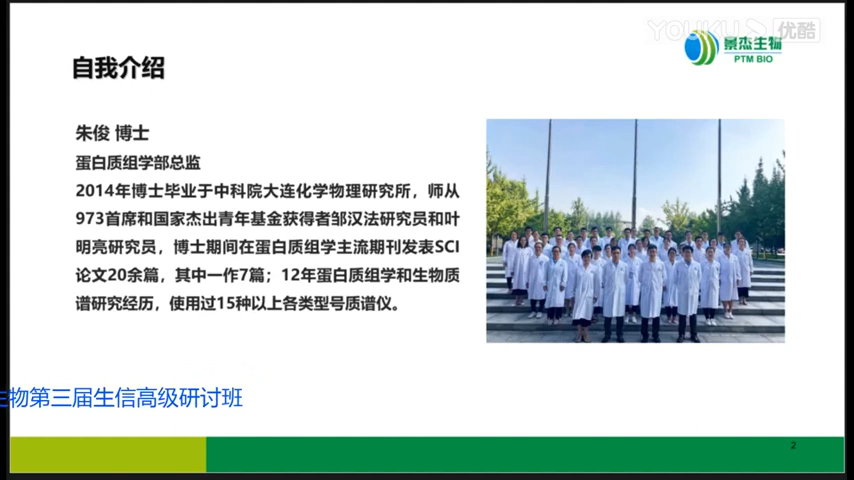 YOUKU 优酷
景杰生物
PTM BIO
自我介绍
朱俊 博士
蛋白质组学部总监
2014年博士毕业于中科院大连化学物理研究所，师从
973首席和国家杰出青年基金获得者邹汉法研究员和叶
明亮研究员，博士期间在蛋白质组学主流期刊发表SCI
论文20余篇，其中一作7篇；12年蛋白质组学和生物质
谱研究经历，使用过15种以上各类型号质谱仪。
生物第三届生信高级研讨班
2